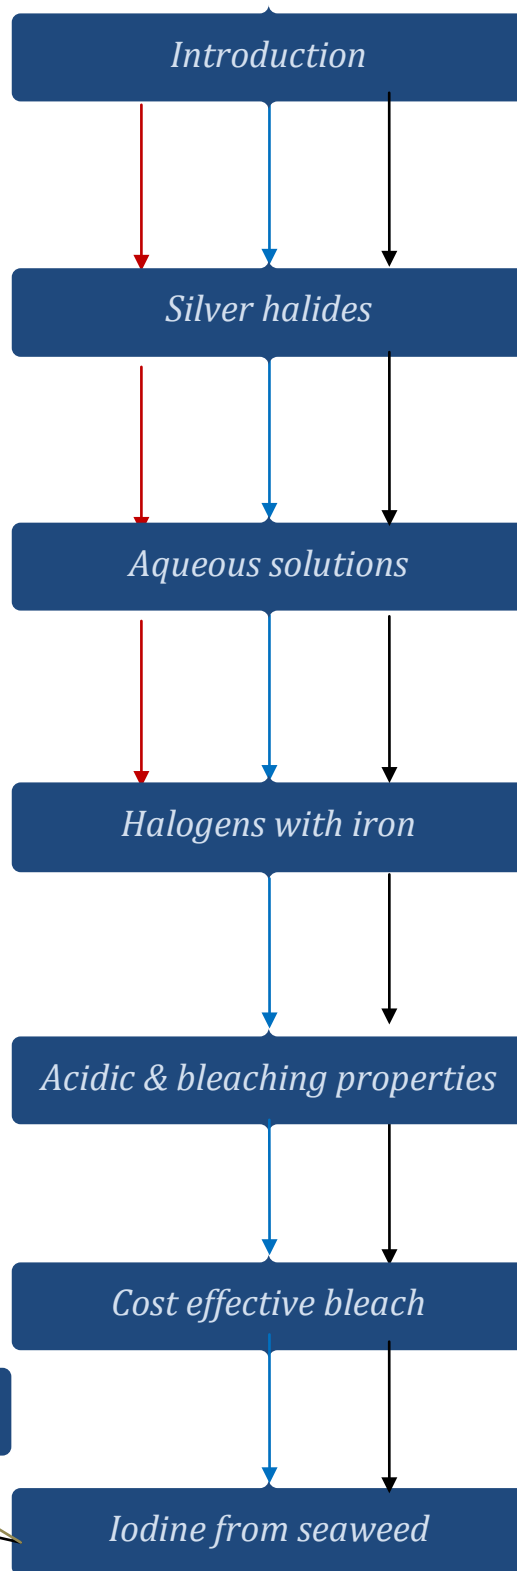 Introduction
Silver halides
Aqueous solutions
Halogens with iron
Acidic & bleaching properties
Cost effective bleach
Iodine from seaweed